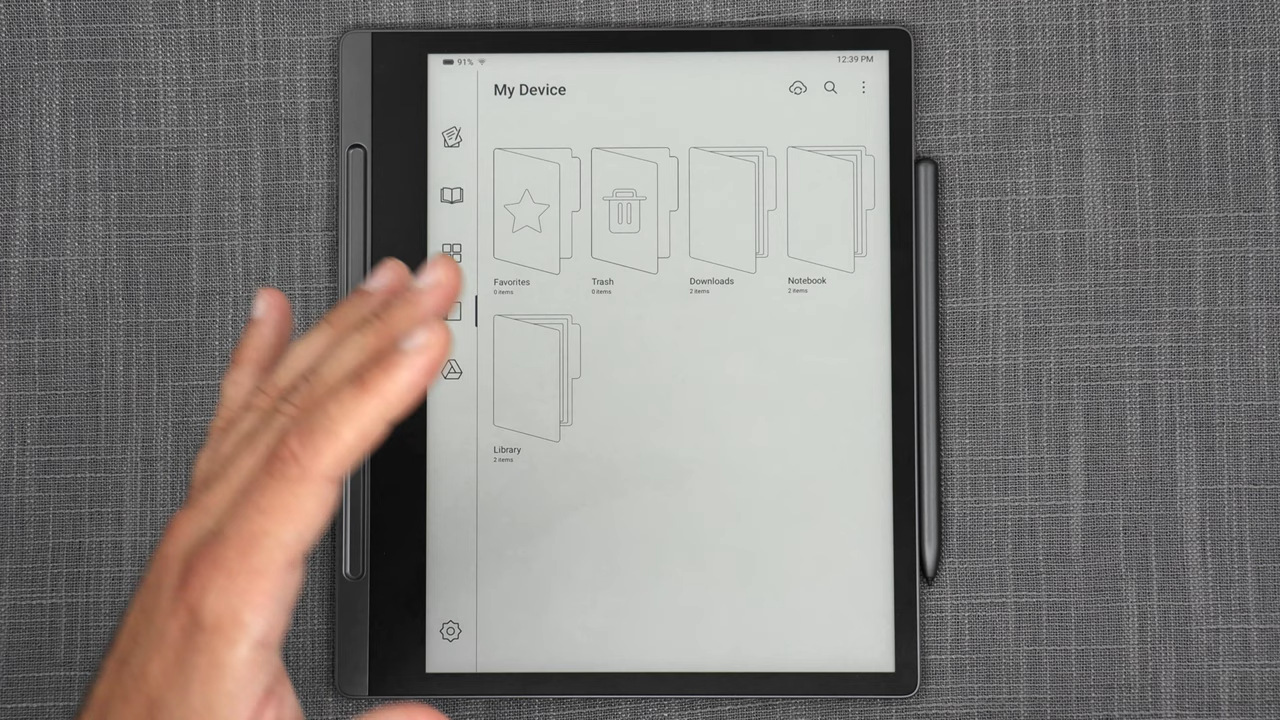 91%
12:39 PM
My Device
Favorites
0 items
Trash
0 items
Downloads
2 items
Notebook
2 items
Library
2 items